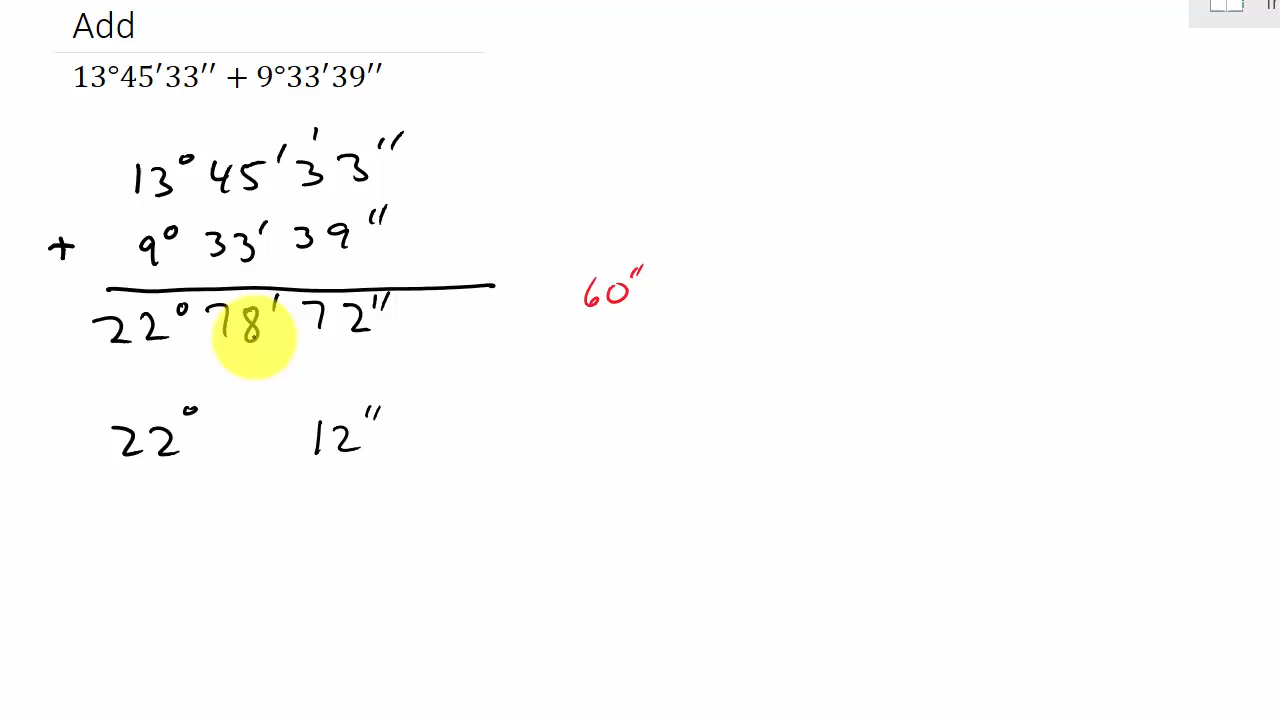 Add
13°45′33′′ + 9°33′39′′
13° 45′ 33′′
+ 9° 33′ 39′′
60′′
22° 78′ 72′′
22° 12′′